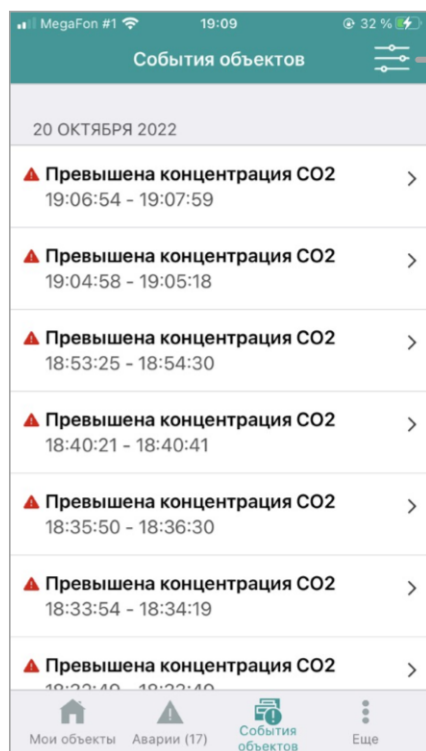 MegaFon #1 19:09 32 %
События объектов
20 ОКТЯБРЯ 2022
Превышена концентрация CO2
19:06:54 - 19:07:59
Превышена концентрация CO2
19:04:58 - 19:05:18
Превышена концентрация CO2
18:53:25 - 18:54:30
Превышена концентрация CO2
18:40:21 - 18:40:41
Превышена концентрация CO2
18:35:50 - 18:36:30
Превышена концентрация CO2
18:33:54 - 18:34:19
Превышена концентрация CO2
Мои объекты Аварии (17) События объектов Еще